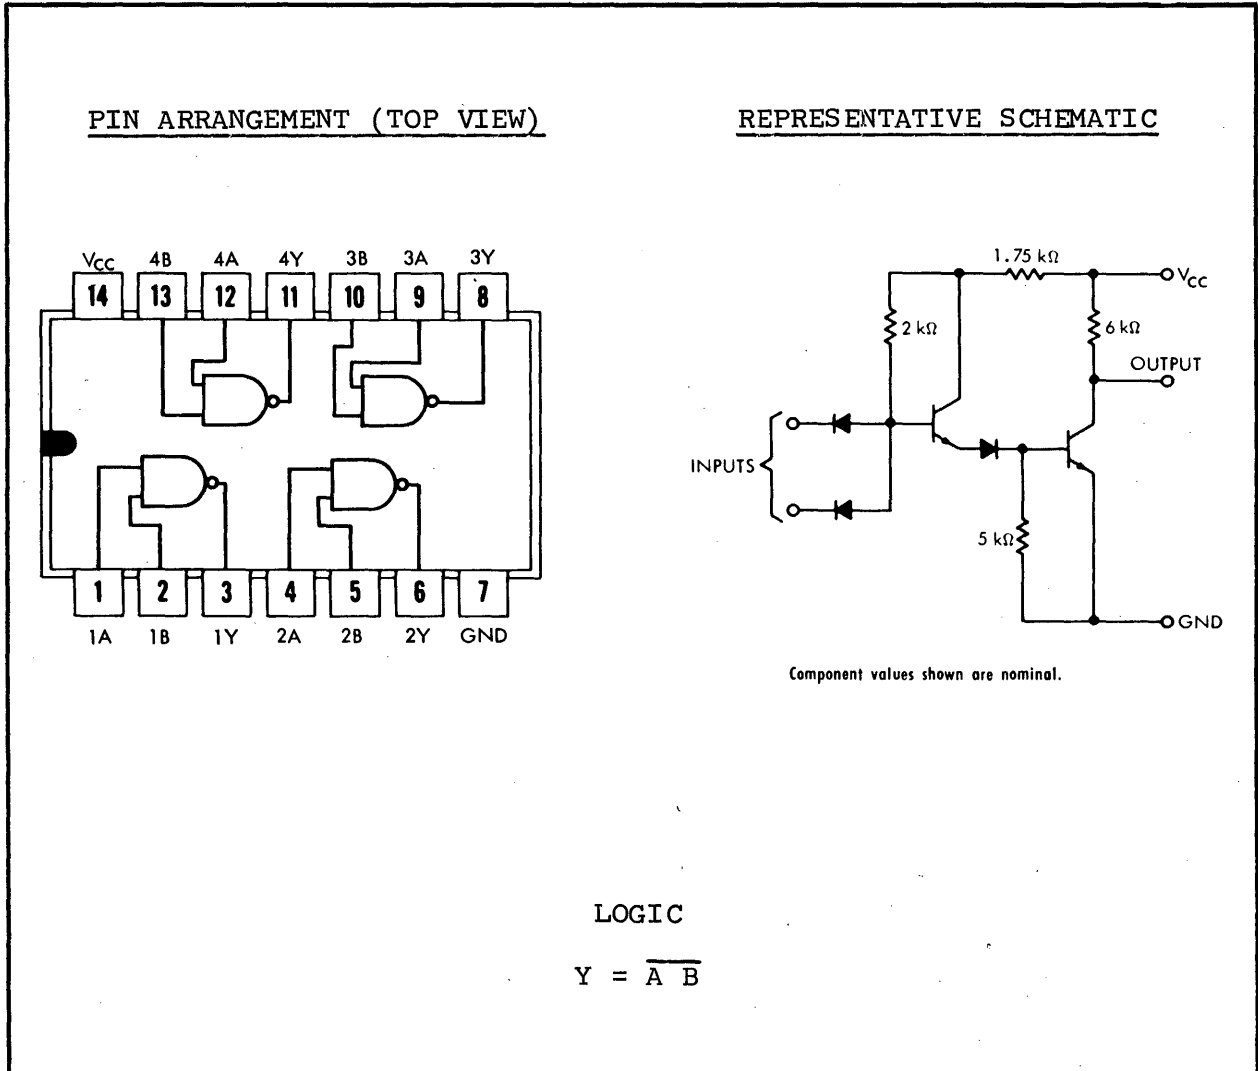 PIN ARRANGEMENT (TOP VIEW)
REPRESENTATIVE SCHEMATIC
VCC 4B 4A 4Y 3B 3A 3Y
14 13 12 11 10 9 8
1 2 3 4 5 6 7
1A 1B 1Y 2A 2B 2Y GND
1.75 kΩ
VCC
2 kΩ
6 kΩ
OUTPUT
INPUTS
5 kΩ
GND
Component values shown are nominal.
LOGIC
Y = A̅ ̅B̅